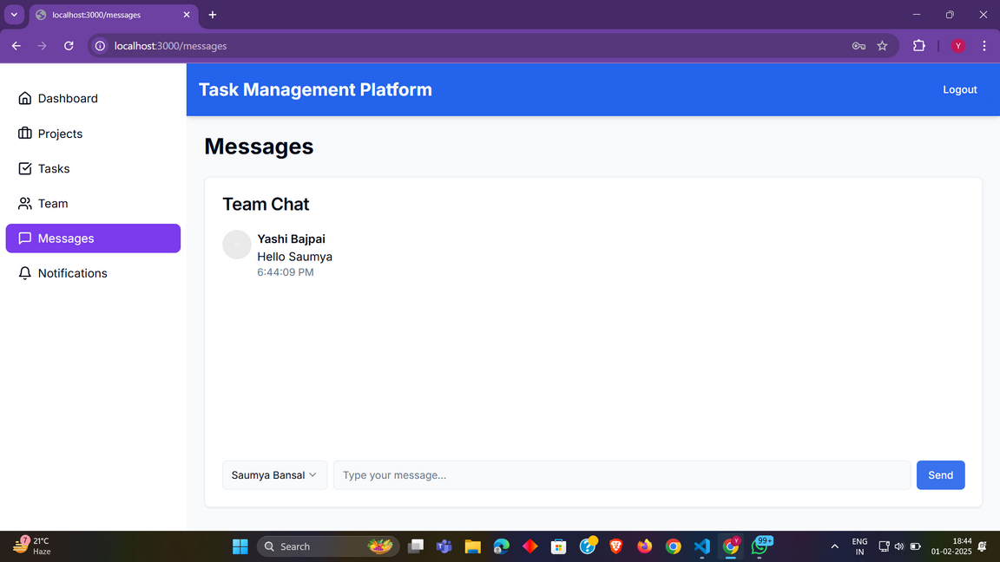 localhost:3000/messages
localhost:3000/messages
Y
Dashboard
Projects
Tasks
Team
Messages
Notifications
Task Management Platform
Logout
Messages
Team Chat
Yashi Bajpai
Hello Saumya
6:44:09 PM
Saumya Bansal
Type your message...
Send
7
21°C
Haze
Search
Y
99+
ENG
IN
18:44
01-02-2025